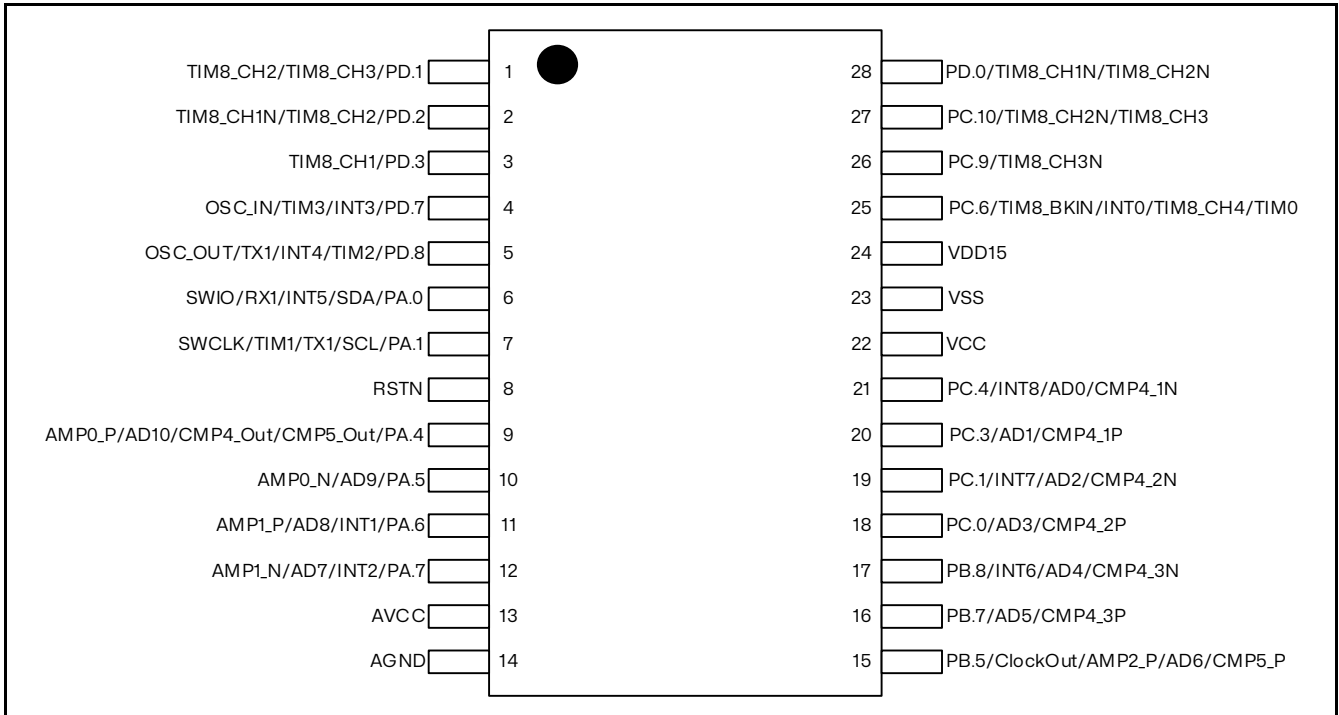 TIM8_CH2/TIM8_CH3/PD.1 1 28 PD.0/TIM8_CH1N/TIM8_CH2N
TIM8_CH1N/TIM8_CH2/PD.2 2 27 PC.10/TIM8_CH2N/TIM8_CH3
TIM8_CH1/PD.3 3 26 PC.9/TIM8_CH3N
OSC_IN/TIM3/INT3/PD.7 4 25 PC.6/TIM8_BKIN/INT0/TIM8_CH4/TIM0
OSC_OUT/TX1/INT4/TIM2/PD.8 5 24 VDD15
SWIO/RX1/INT5/SDA/PA.0 6 23 VSS
SWCLK/TIM1/TX1/SCL/PA.1 7 22 VCC
RSTN 8 21 PC.4/INT8/AD0/CMP4_1N
AMP0_P/AD10/CMP4_Out/CMP5_Out/PA.4 9 20 PC.3/AD1/CMP4_1P
AMP0_N/AD9/PA.5 10 19 PC.1/INT7/AD2/CMP4_2N
AMP1_P/AD8/INT1/PA.6 11 18 PC.0/AD3/CMP4_2P
AMP1_N/AD7/INT2/PA.7 12 17 PB.8/INT6/AD4/CMP4_3N
AVCC 13 16 PB.7/AD5/CMP4_3P
AGND 14 15 PB.5/ClockOut/AMP2_P/AD6/CMP5_P